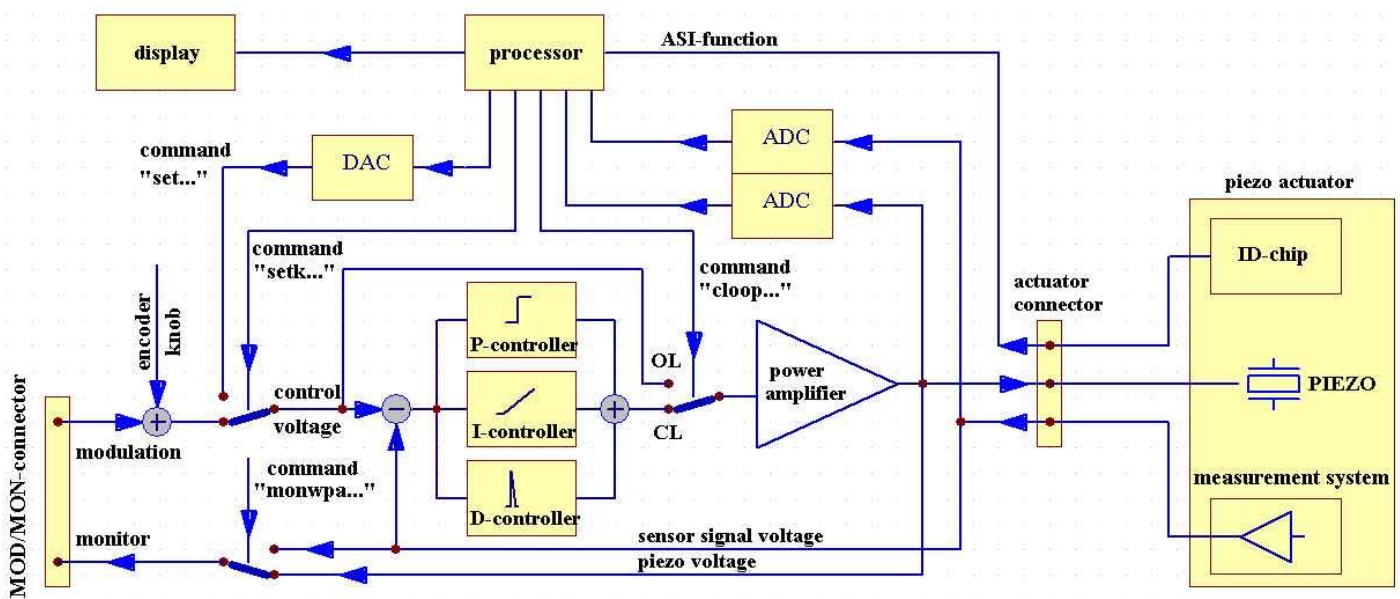 display
processor
ASI-function
ADC
command
"set..."
DAC
ADC
piezo actuator
ID-chip
command
"setk..."
command
"cloop..."
actuator
connector
encoder
knob
P-controller
OL
power
amplifier
PIEZO
MOD/MON-connector
+
control
voltage
−
I-controller
+
CL
modulation
command
"monwpa..."
D-controller
measurement system
monitor
sensor signal voltage
piezo voltage